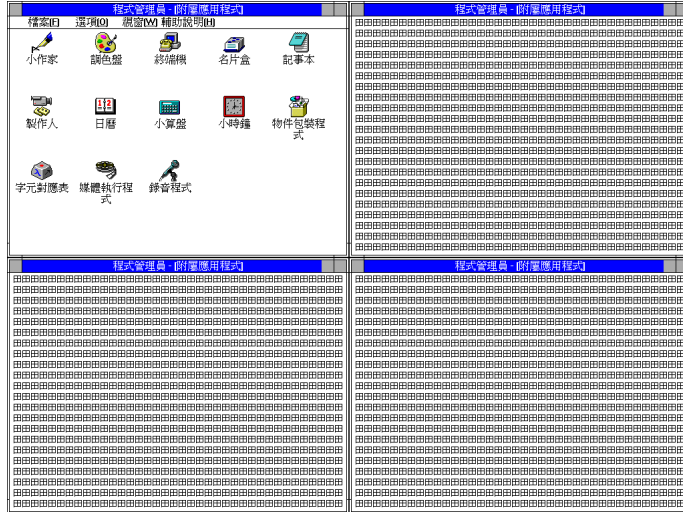 程式管理員 - [附屬應用程式]
檔案(F) 選項(O) 視窗(W) 輔助說明(H)
小作家 調色盤 終端機 名片盒 記事本
製作人 日曆 小算盤 小時鐘 物件包裝程
式
字元對應表 媒體執行程 錄音程式
式
程式管理員 - [附屬應用程式]
程式管理員 - [附屬應用程式]
程式管理員 - [附屬應用程式]